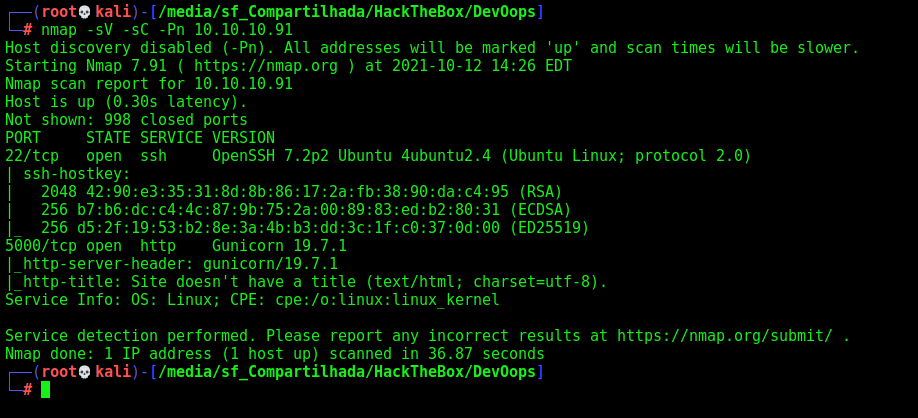 ┌──(root💀kali)-[/media/sf_Compartilhada/HackTheBox/DevOops]
└─# nmap -sV -sC -Pn 10.10.10.91
Host discovery disabled (-Pn). All addresses will be marked 'up' and scan times will be slower.
Starting Nmap 7.91 ( https://nmap.org ) at 2021-10-12 14:26 EDT
Nmap scan report for 10.10.10.91
Host is up (0.30s latency).
Not shown: 998 closed ports
PORT     STATE SERVICE VERSION
22/tcp   open  ssh     OpenSSH 7.2p2 Ubuntu 4ubuntu2.4 (Ubuntu Linux; protocol 2.0)
| ssh-hostkey:
|   2048 42:90:e3:35:31:8d:8b:86:17:2a:fb:38:90:da:c4:95 (RSA)
|   256 b7:b6:dc:c4:4c:87:9b:75:2a:00:89:83:ed:b2:80:31 (ECDSA)
|_  256 d5:2f:19:53:b2:8e:3a:4b:b3:dd:3c:1f:c0:37:0d:00 (ED25519)
5000/tcp open  http    Gunicorn 19.7.1
|_http-server-header: gunicorn/19.7.1
|_http-title: Site doesn't have a title (text/html; charset=utf-8).
Service Info: OS: Linux; CPE: cpe:/o:linux:linux_kernel

Service detection performed. Please report any incorrect results at https://nmap.org/submit/ .
Nmap done: 1 IP address (1 host up) scanned in 36.87 seconds
┌──(root💀kali)-[/media/sf_Compartilhada/HackTheBox/DevOops]
└─#